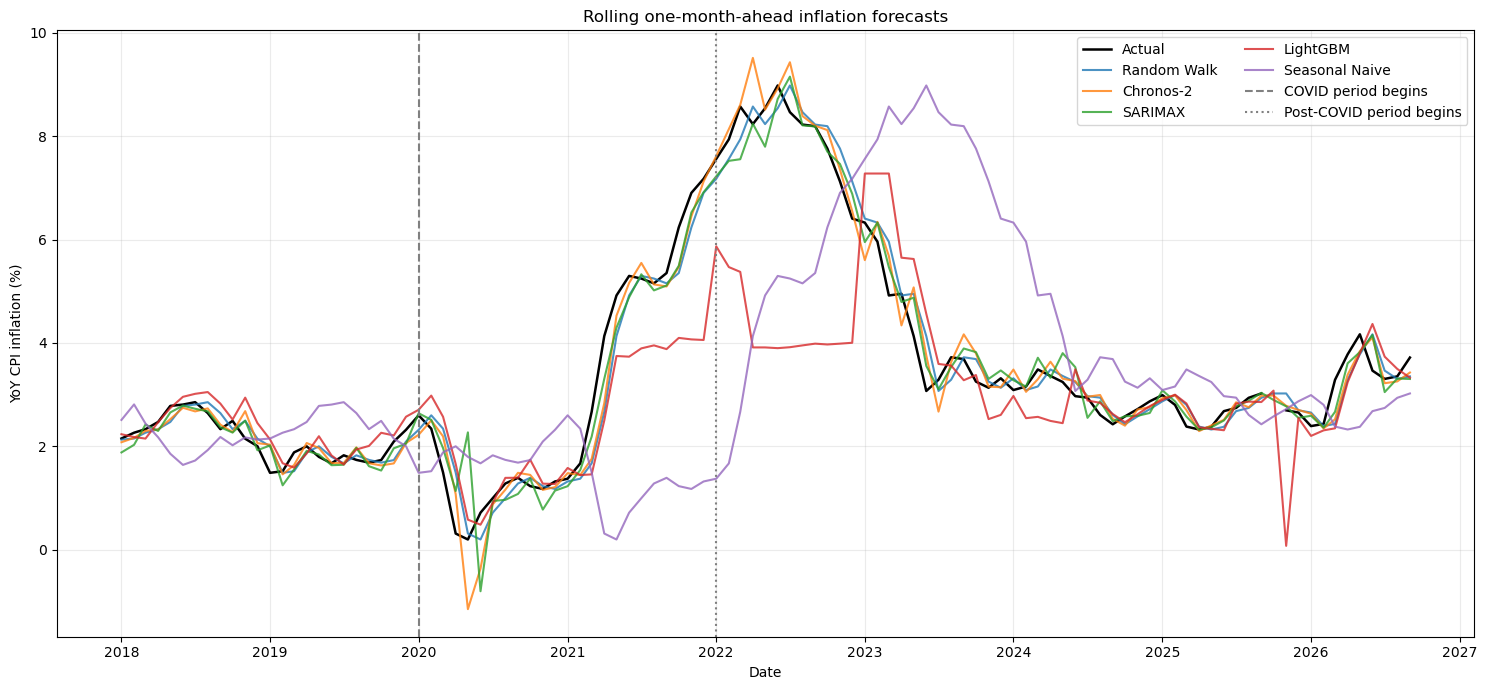 Rolling one-month-ahead inflation forecasts
YoY CPI inflation (%)
10
8
6
4
2
0
Actual
Random Walk
Chronos-2
SARIMAX
LightGBM
Seasonal Naive
COVID period begins
Post-COVID period begins
2018 2019 2020 2021 2022 2023 2024 2025 2026 2027
Date